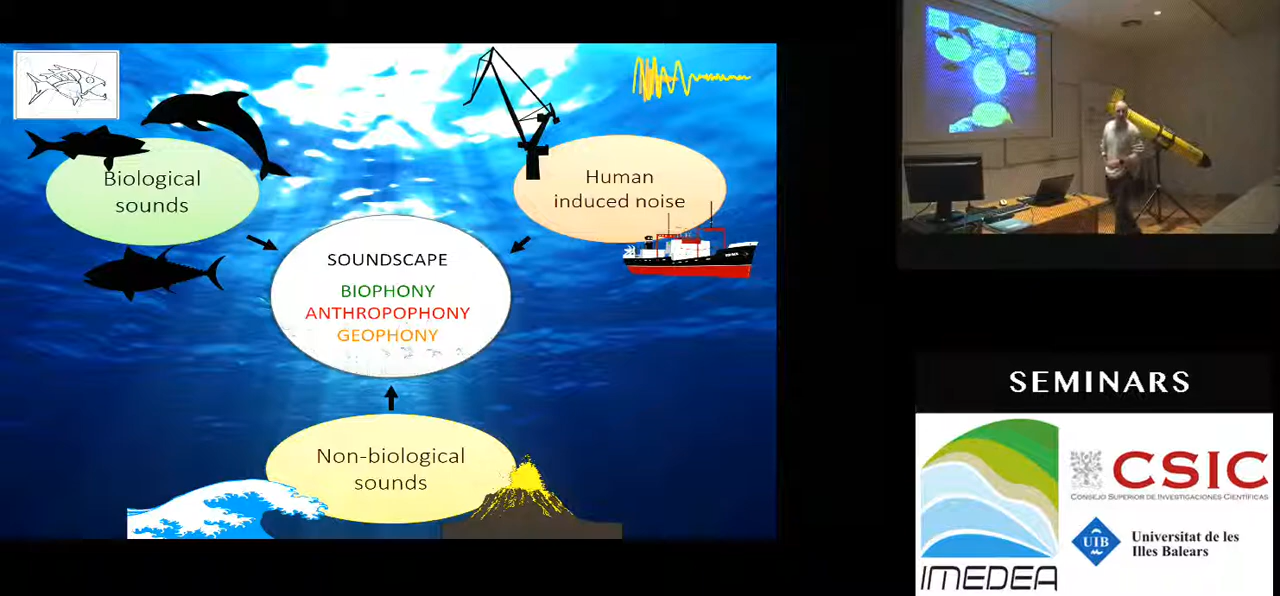 Biological
sounds
Human
induced noise
SOUNDSCAPE
BIOPHONY
ANTHROPOPHONY
GEOPHONY
Non-biological
sounds
SEMINARS
IMEDEA
CSIC
CONSEJO SUPERIOR DE INVESTIGACIONES CIENTÍFICAS
UIB
Universitat de les
Illes Balears